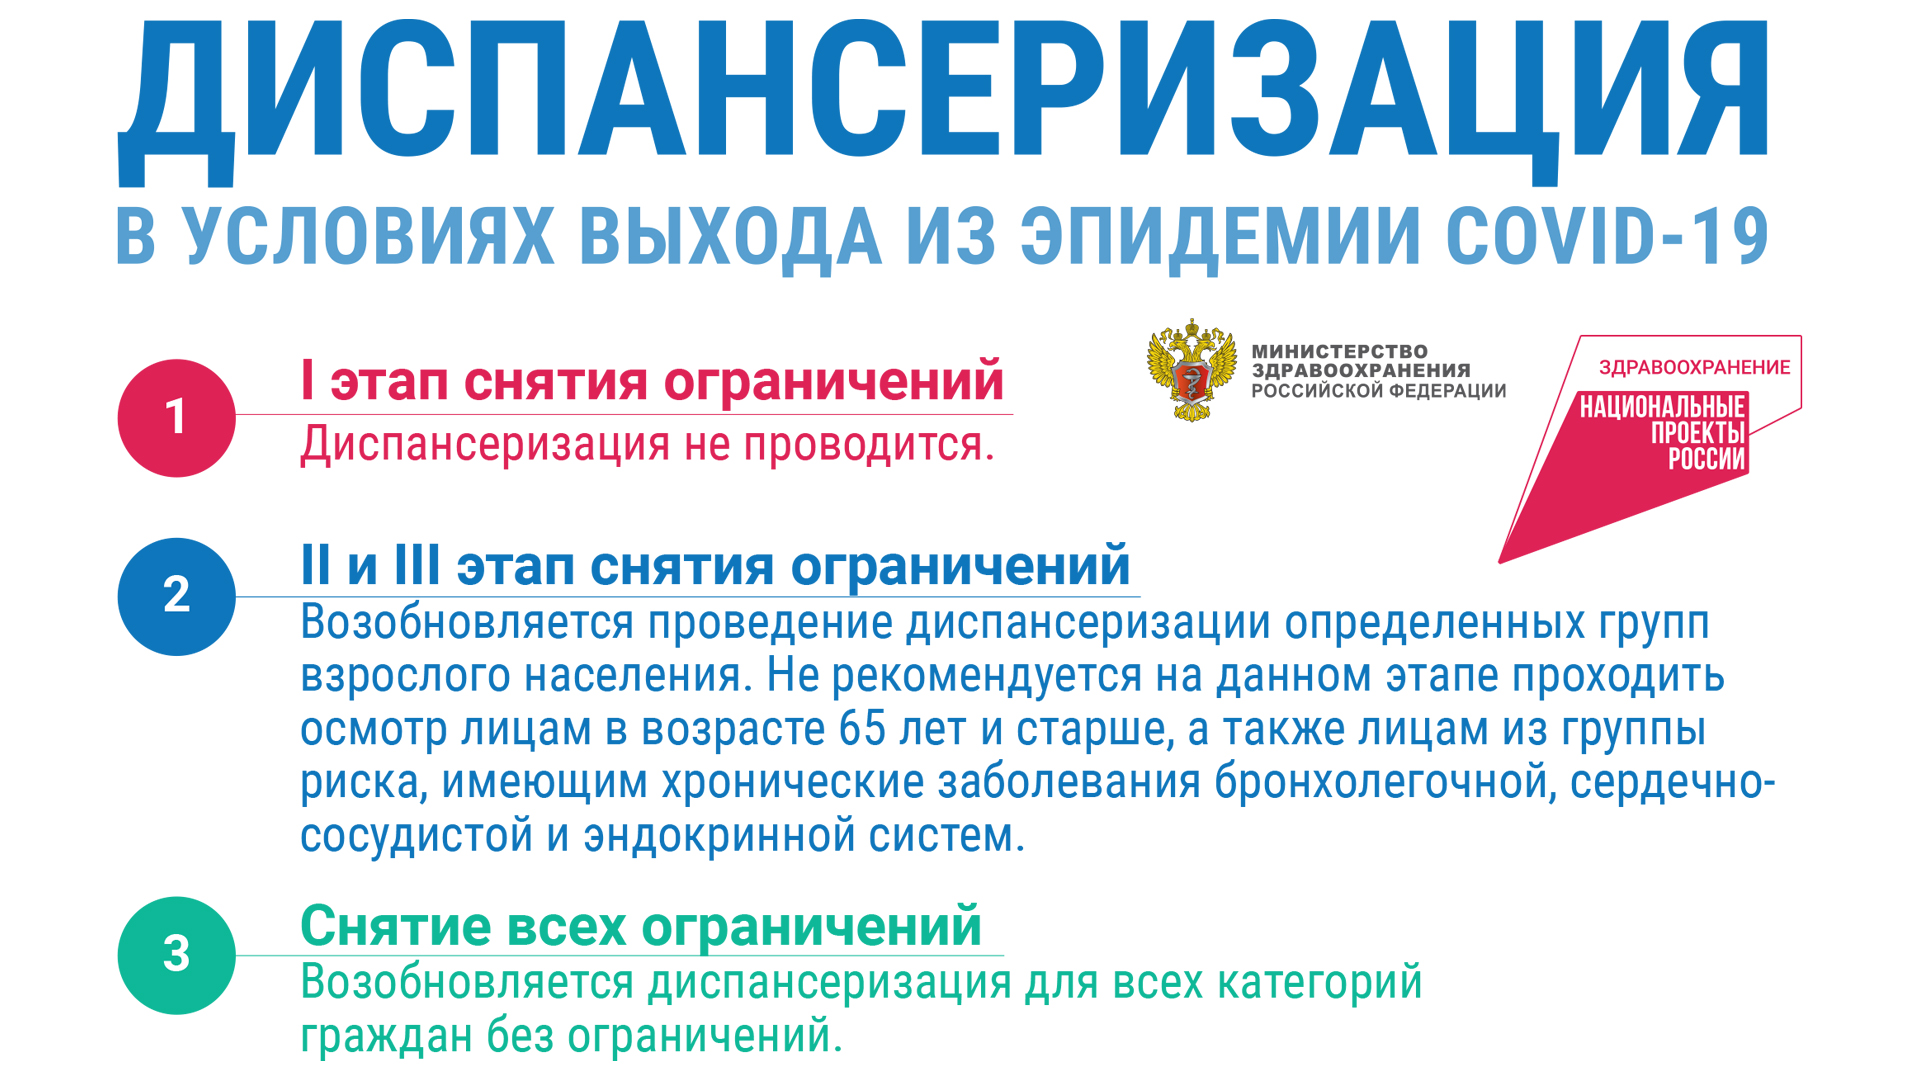 ДИСПАНСЕРИЗАЦИЯ
В УСЛОВИЯХ ВЫХОДА ИЗ ЭПИДЕМИИ COVID-19
1
I этап снятия ограничений
Диспансеризация не проводится.
МИНИСТЕРСТВО
ЗДРАВООХРАНЕНИЯ
РОССИЙСКОЙ ФЕДЕРАЦИИ
ЗДРАВООХРАНЕНИЕ
НАЦИОНАЛЬНЫЕ
ПРОЕКТЫ
РОССИИ
2
II и III этап снятия ограничений
Возобновляется проведение диспансеризации определенных групп
взрослого населения. Не рекомендуется на данном этапе проходить
осмотр лицам в возрасте 65 лет и старше, а также лицам из группы
риска, имеющим хронические заболевания бронхолегочной, сердечно-
сосудистой и эндокринной систем.
3
Снятие всех ограничений
Возобновляется диспансеризация для всех категорий
граждан без ограничений.